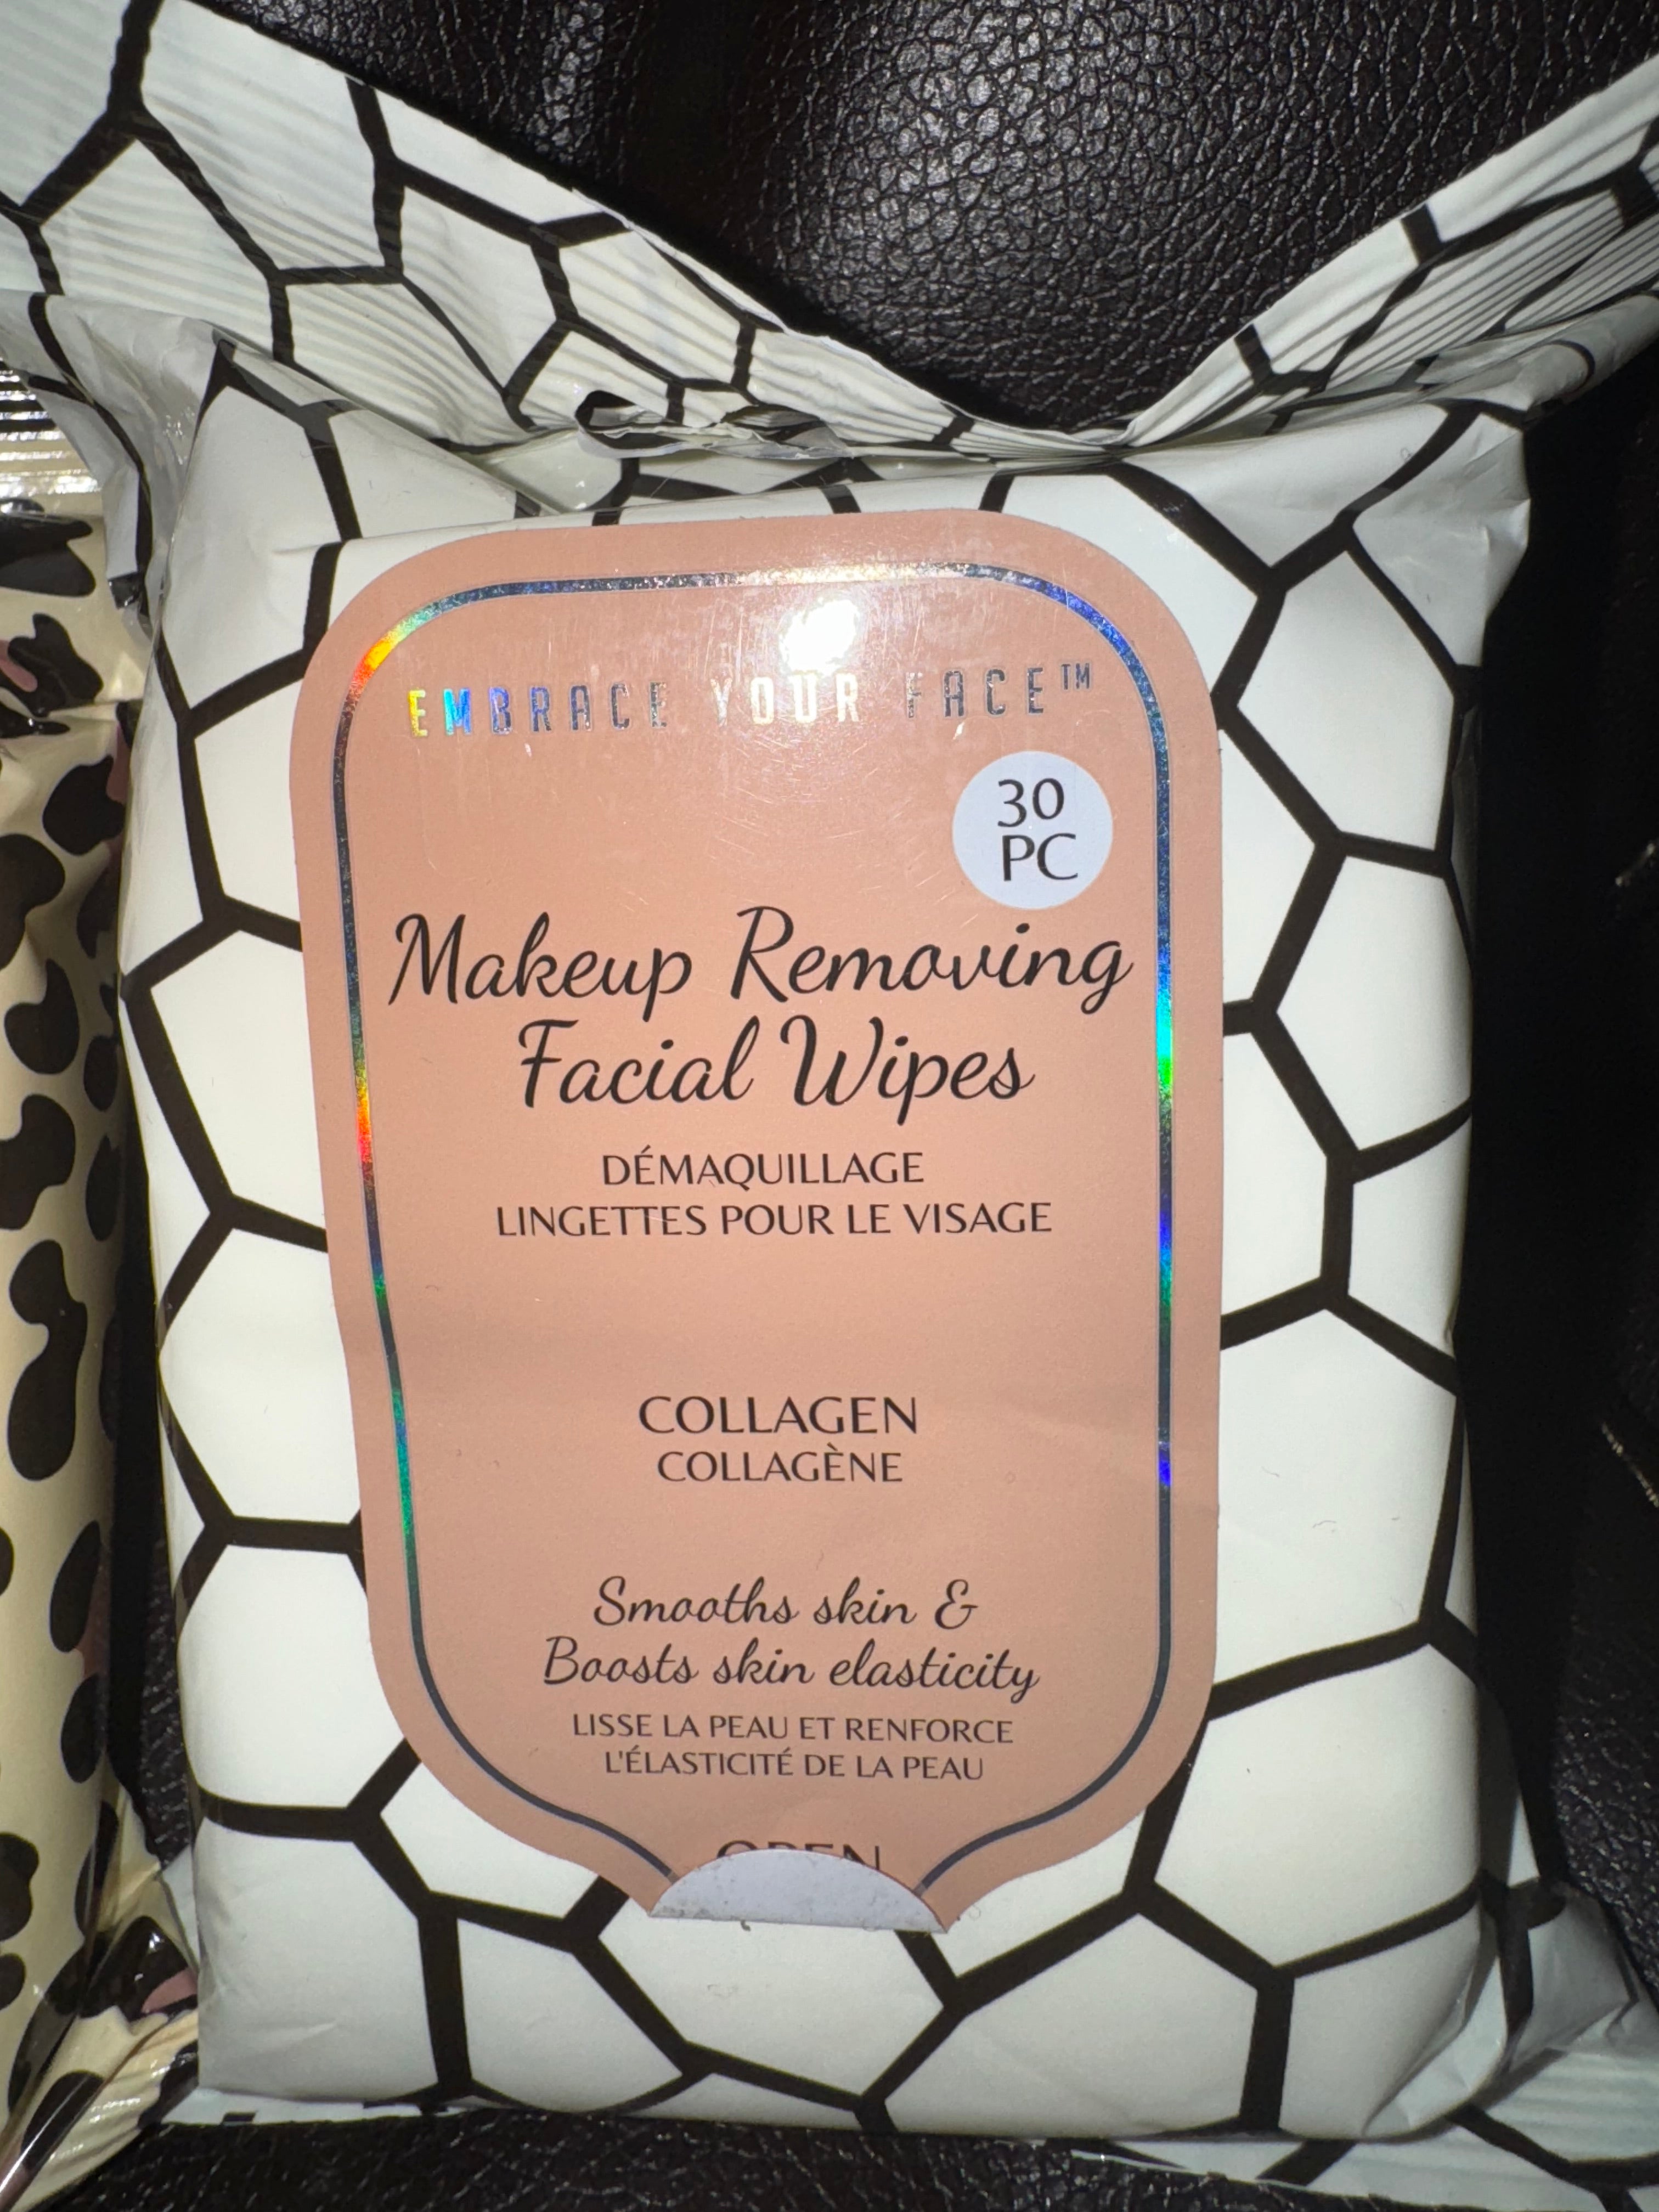 EMBRACE YOUR FACE™
30
PC
Makeup Removing
Facial Wipes
DÉMAQUILLAGE
LINGETTES POUR LE VISAGE
COLLAGEN
COLLAGÈNE
Smooths skin &
Boosts skin elasticity
LISSE LA PEAU ET RENFORCE
L'ÉLASTICITÉ DE LA PEAU
OPEN